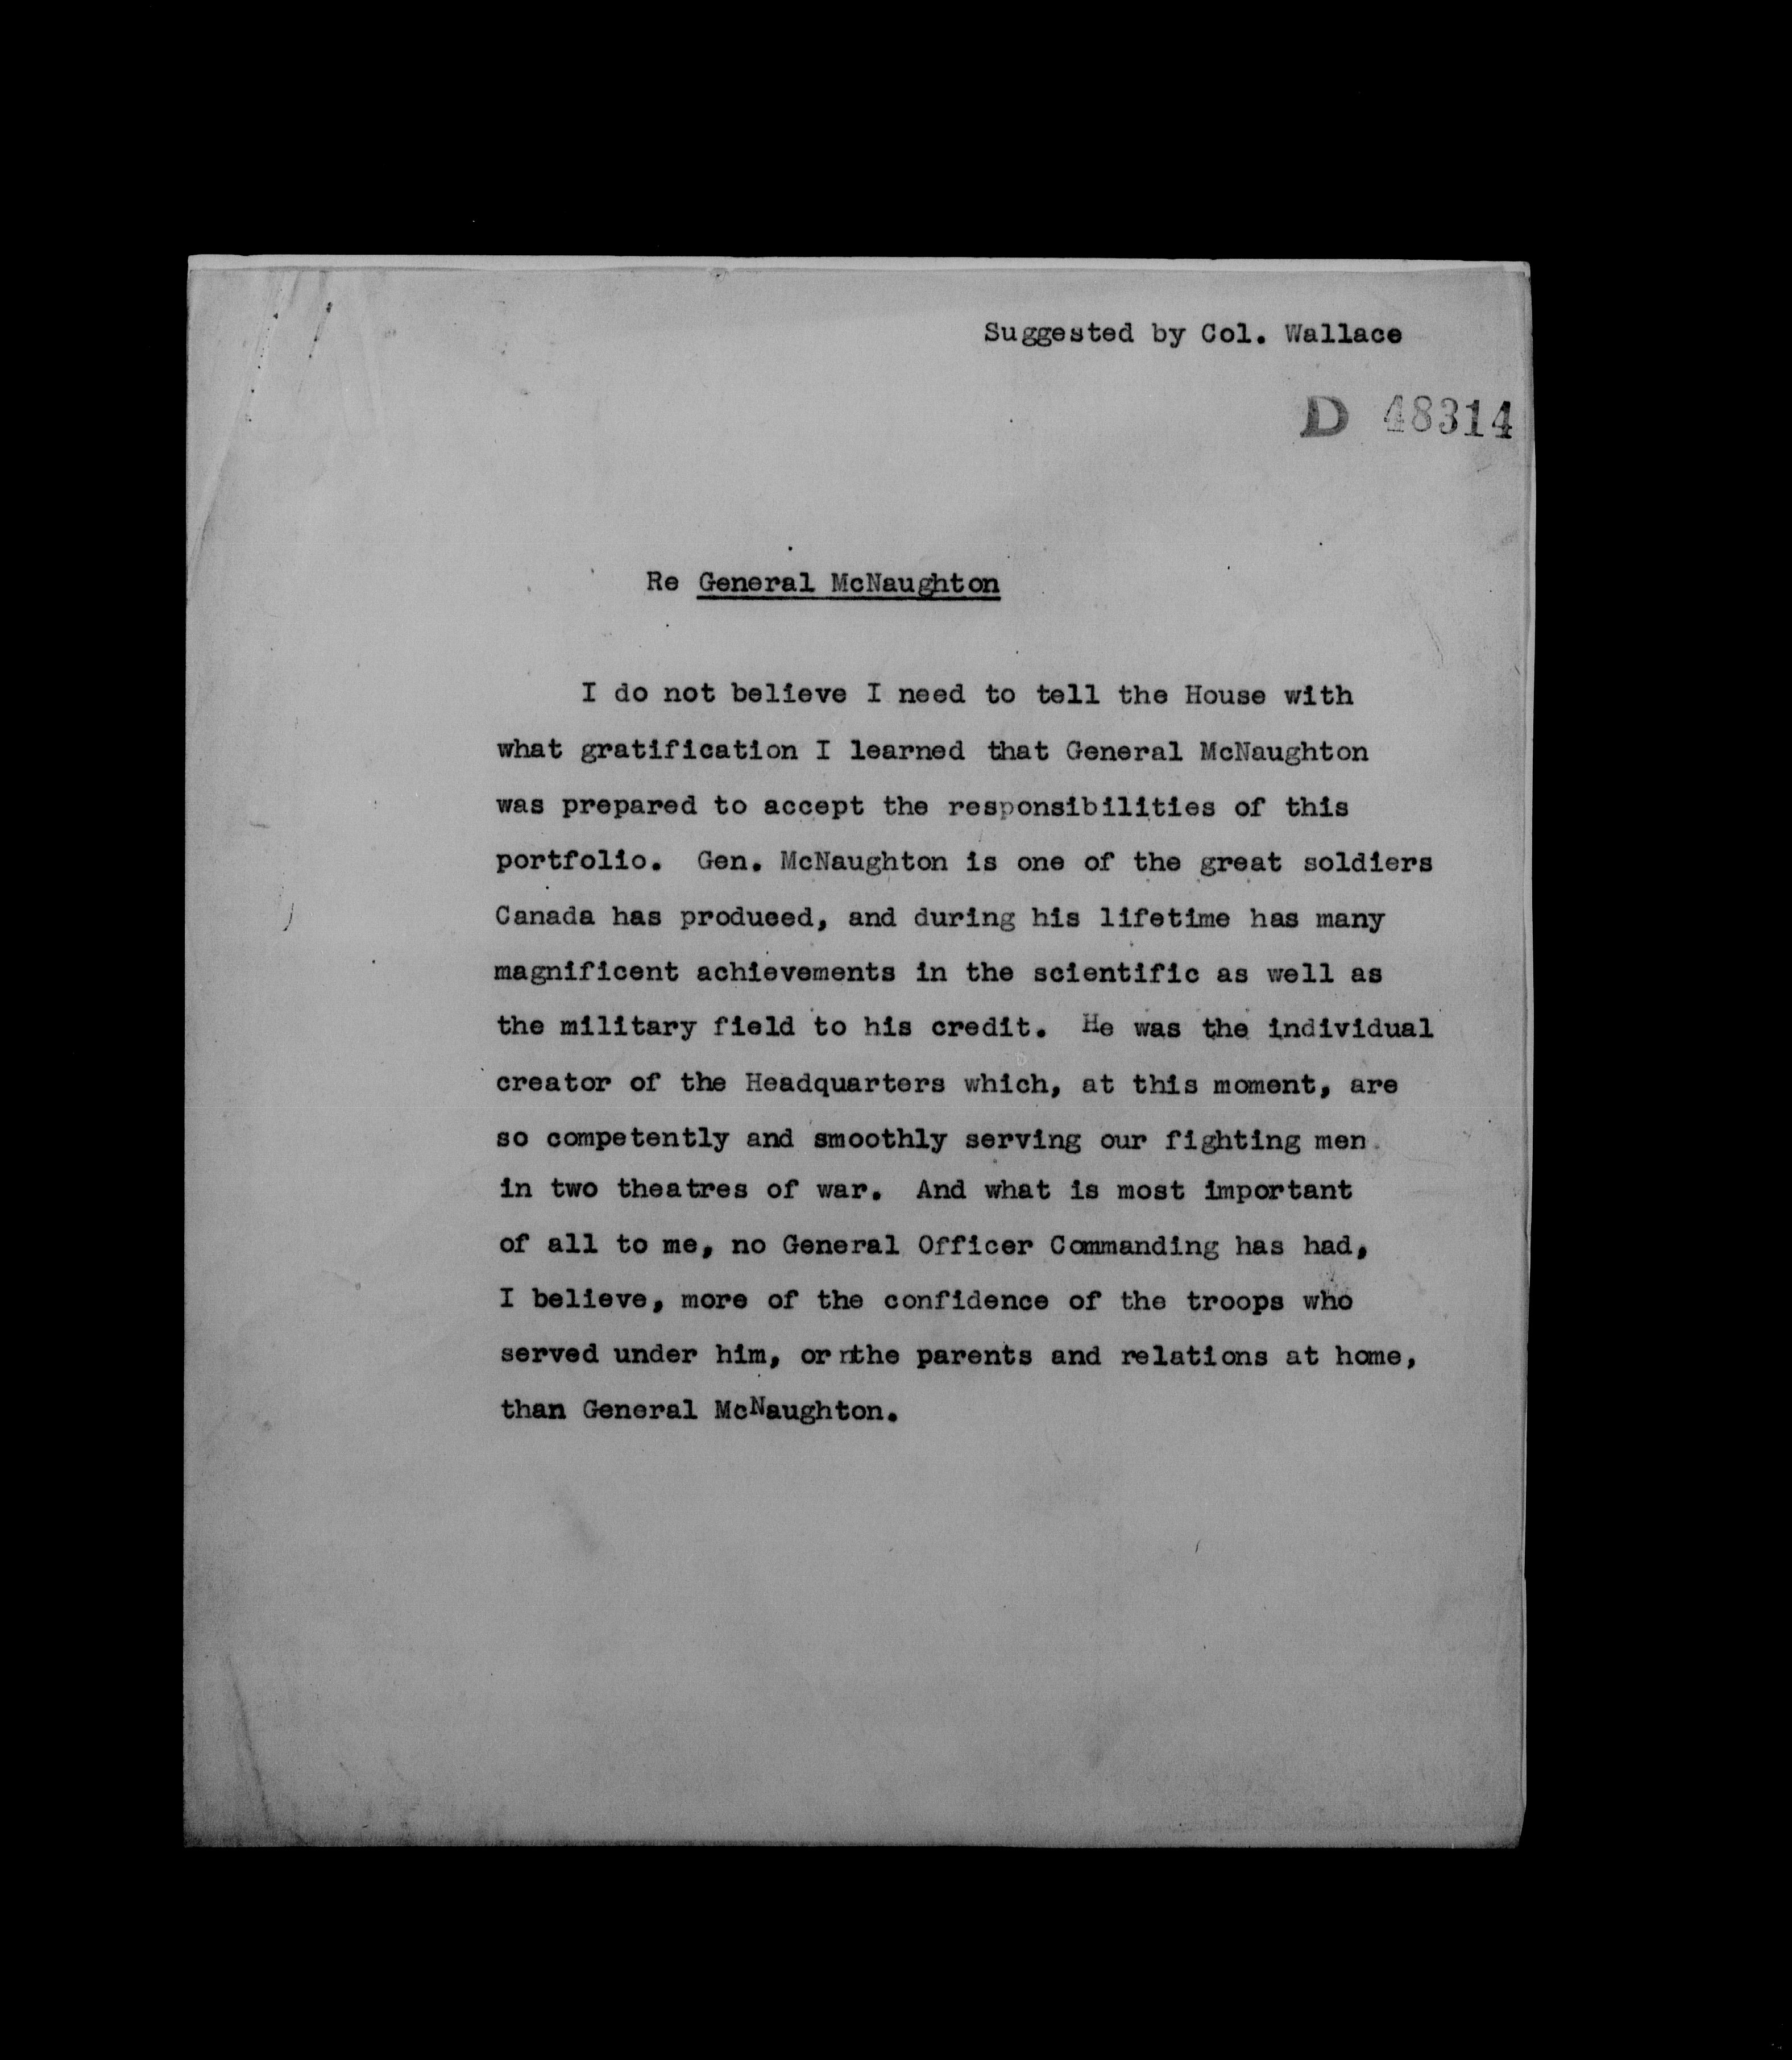 Suggested by Col. Wallace
D 48314
Re General McNaughton
I do not believe I need to tell the House with
what gratification I learned that General McNaughton
was prepared to accept the responsibilities of this
portfolio. Gen. McNaughton is one of the great soldiers
Canada has produced, and during his lifetime has many
magnificent achievements in the scientific as well as
the military field to his credit. He was the individual
creator of the Headquarters which, at this moment, are
so competently and smoothly serving our fighting men
in two theatres of war. And what is most important
of all to me, no General Officer Commanding has had,
I believe, more of the confidence of the troops who
served under him, or the parents and relations at home,
than General McNaughton.